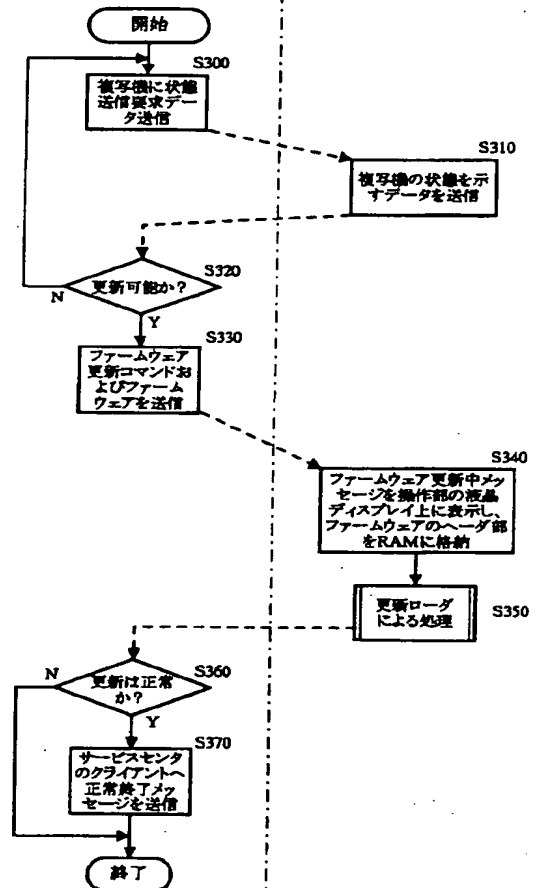 開始
S300
複写機に状態
送信要求デー
タ送信
S310
複写機の状態を示
すデータを送信
S320
更新可能か?
N
Y
S330
ファームウェア
更新コマンドお
よびファーム
ウェアを送信
S340
ファームウェア更新中メッ
セージを操作部の液晶
ディスプレイ上に表示し、
ファームウェアのヘーダ部
をRAMに格納
更新ローダ
による処理
S350
N
S360
更新は正常
か?
Y
S370
サービスセンタ
のクライアントへ
正常終了メッ
セージを送信
終了